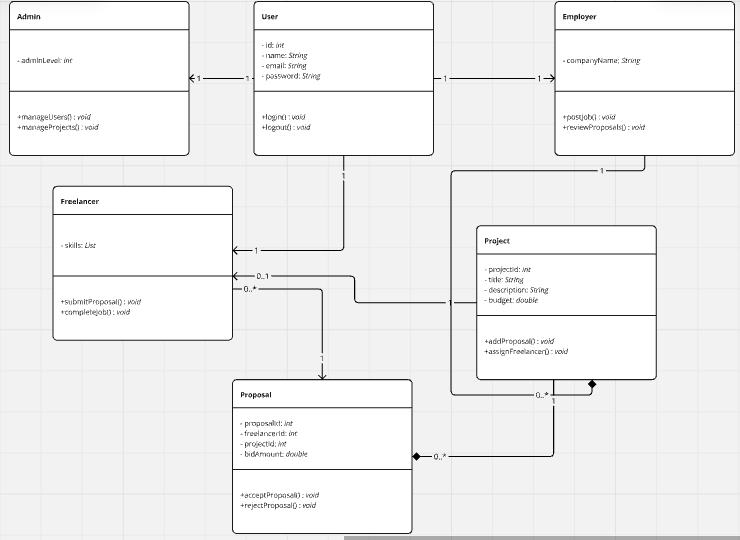 Admin
- adminLevel: int
+manageUsers() : void
+manageProjects() : void
User
- id: int
- name: String
- email: String
- password: String
+login() : void
+logout() : void
Employer
- companyName: String
+postJob() : void
+reviewProposals() : void
1
1
1
1
1
1
1
Freelancer
- skills: List
+submitProposal() : void
+completeJob() : void
0..1
0..*
1
1
Project
- projectId: int
- title: String
- description: String
- budget: double
+addProposal() : void
+assignFreelancer() : void
0..*
1
Proposal
- proposalId: int
- freelancerId: int
- projectId: int
- bidAmount: double
+acceptProposal() : void
+rejectProposal() : void
0..*